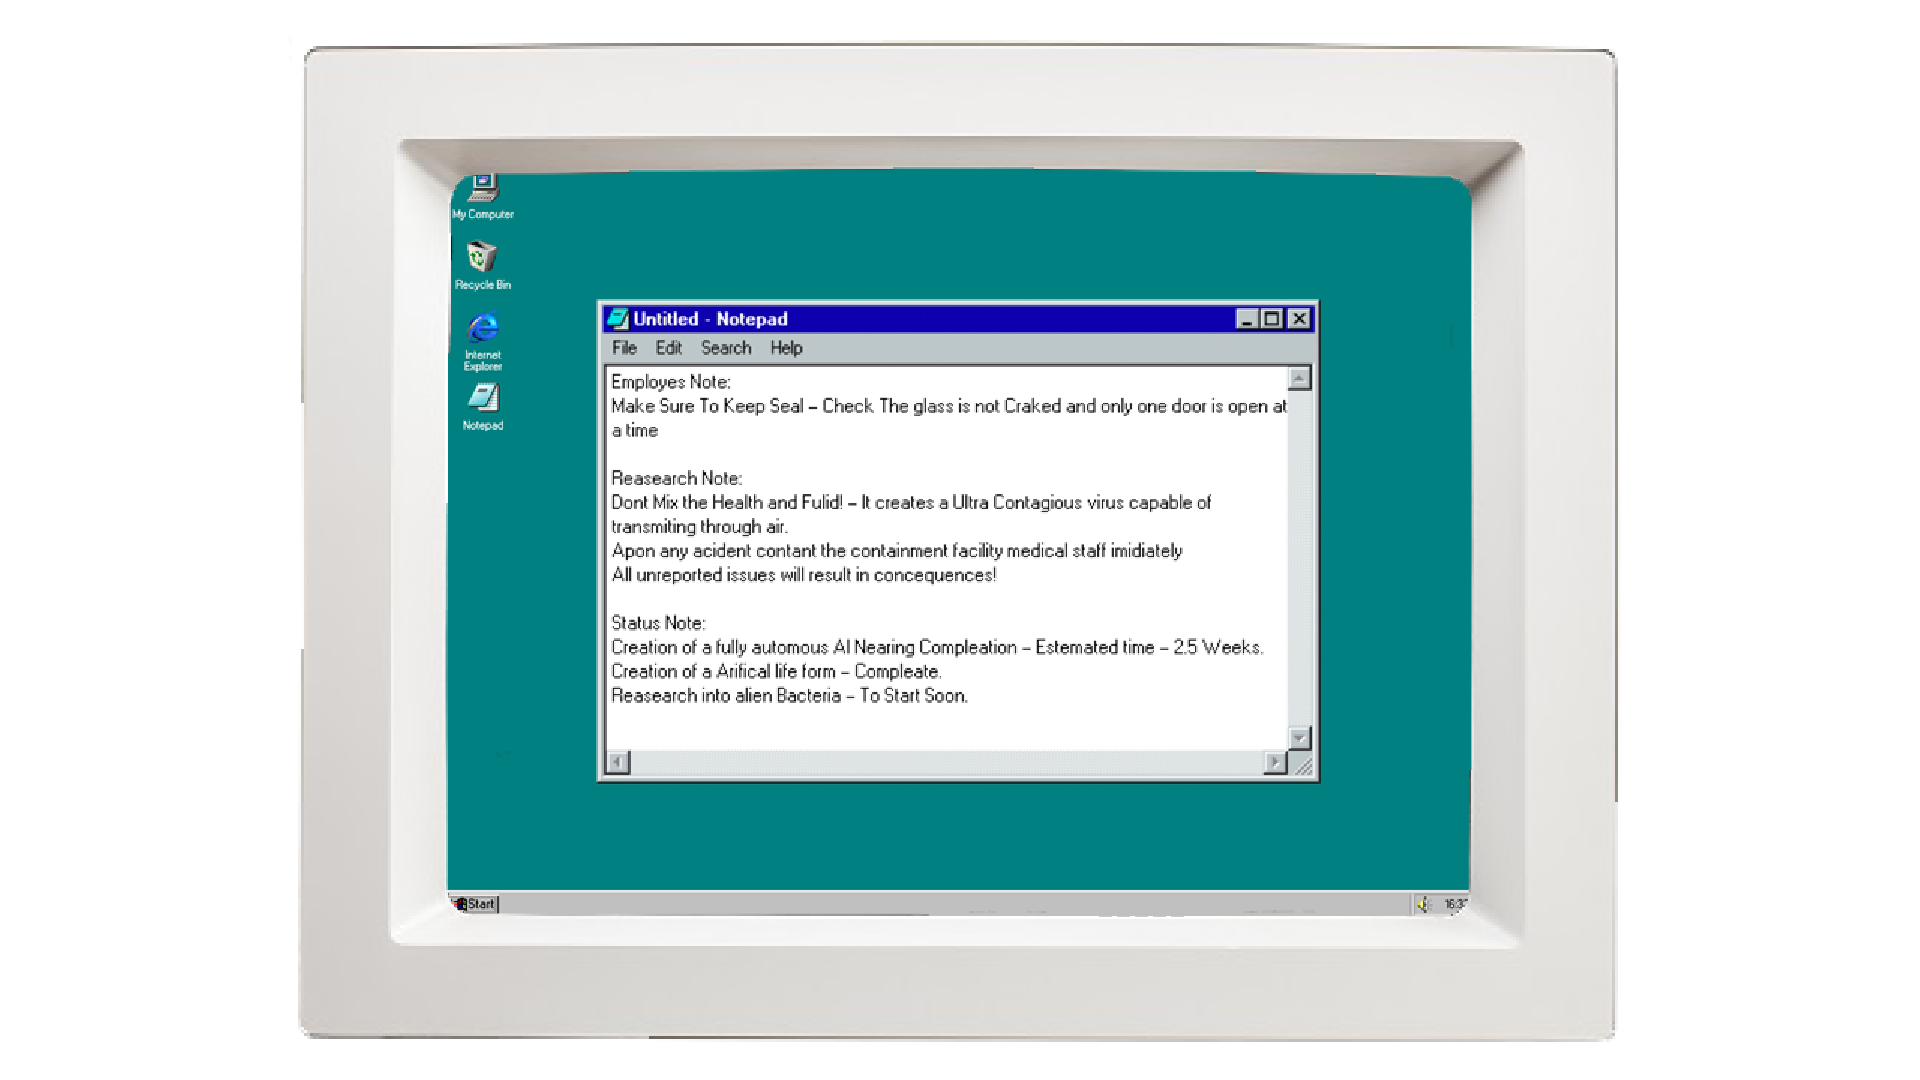 My Computer
Recycle Bin
Internet
Explorer
Notepad
Untitled - Notepad
File Edit Search Help
Employes Note:
Make Sure To Keep Seal – Check The glass is not Craked and only one door is open at
a time
Reasearch Note:
Dont Mix the Health and Fulid! – It creates a Ultra Contagious virus capable of
transmiting through air.
Apon any acident contant the containment facility medical staff imidiately
All unreported issues will result in concequences!
Status Note:
Creation of a fully automous AI Nearing Compleation – Estemated time – 2.5 Weeks.
Creation of a Arifical life form – Compleate.
Reasearch into alien Bacteria – To Start Soon.
Start